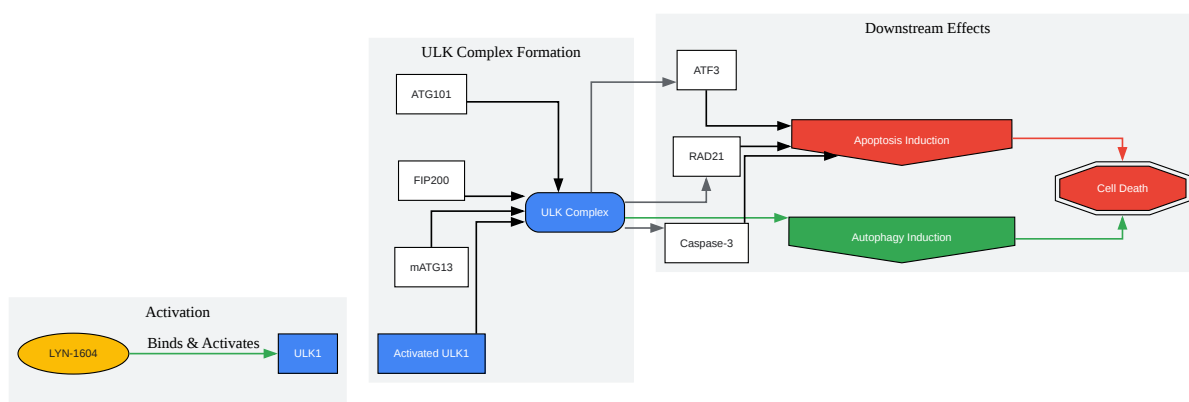 Downstream Effects
ULK Complex Formation
ATG101
ATF3
Apoptosis Induction
RAD21
FIP200
Cell Death
ULK Complex
Autophagy Induction
Caspase-3
mATG13
Activation
LYN-1604
Binds & Activates
ULK1
Activated ULK1